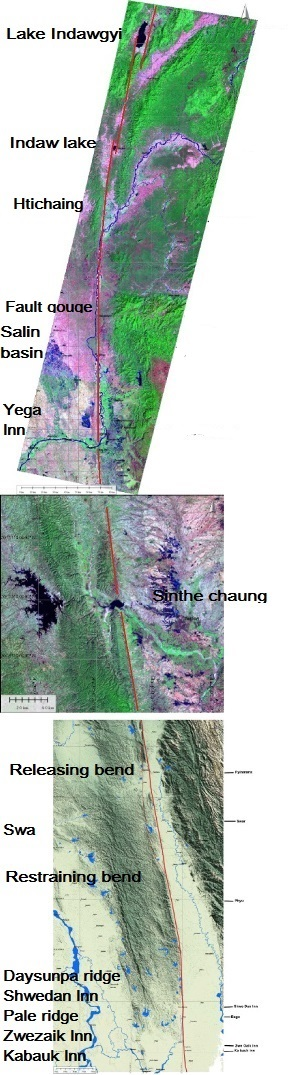 Lake Indawgyi
Indaw lake
Htichaing
Fault gouge
Salin
basin
Yega
Inn
Sinthe chaung
Releasing bend
Swa
Restraining bend
Daysunpa ridge
Shwedan Inn
Pale ridge
Zwezaik Inn
Kabauk Inn